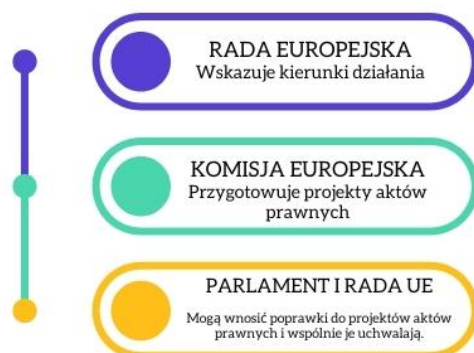 RADA EUROPEJSKA
Wskazuje kierunki działania
KOMISJA EUROPEJSKA
Przygotowuje projekty aktów
prawnych
PARLAMENT I RADA UE
Mogą wnosić poprawki do projektów aktów
prawnych i wspólnie je uchwalają.